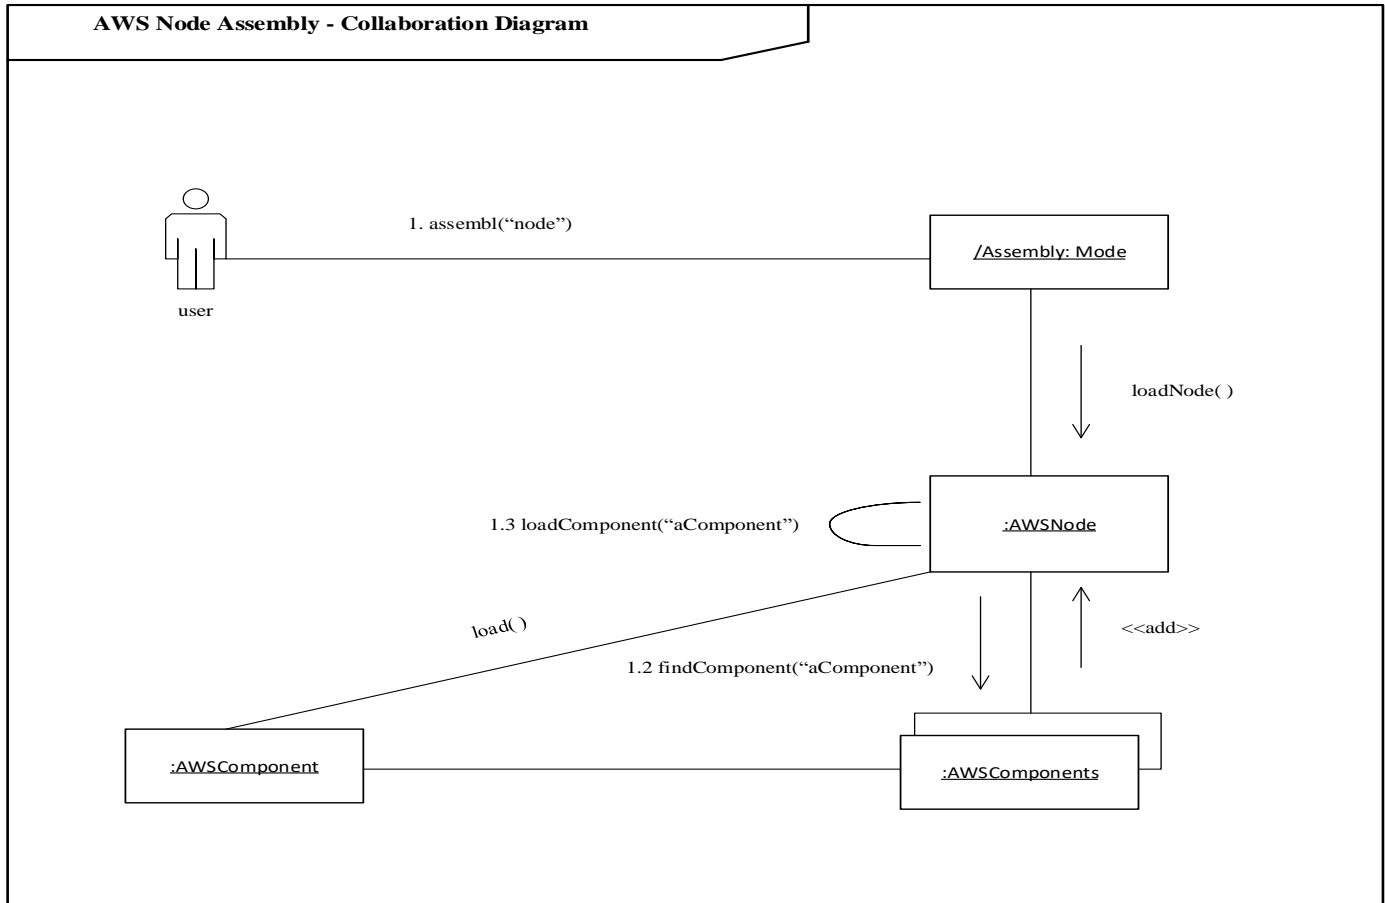 AWS Node Assembly - Collaboration Diagram
1. assembl(“node”)
/Assembly: Mode
user
loadNode( )
1.3 loadComponent(“aComponent”)
:AWSNode
load( )
<<add>>
1.2 findComponent(“aComponent”)
:AWSComponent
:AWSComponents